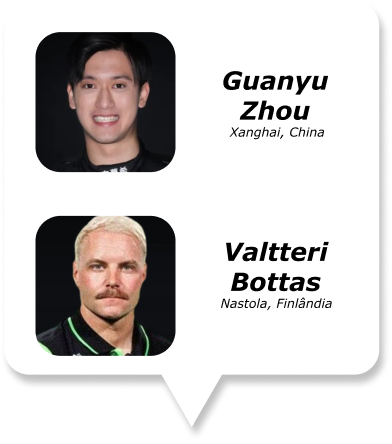 Guanyu
Zhou
Xanghai, China
Valtteri
Bottas
Nastola, Finlândia